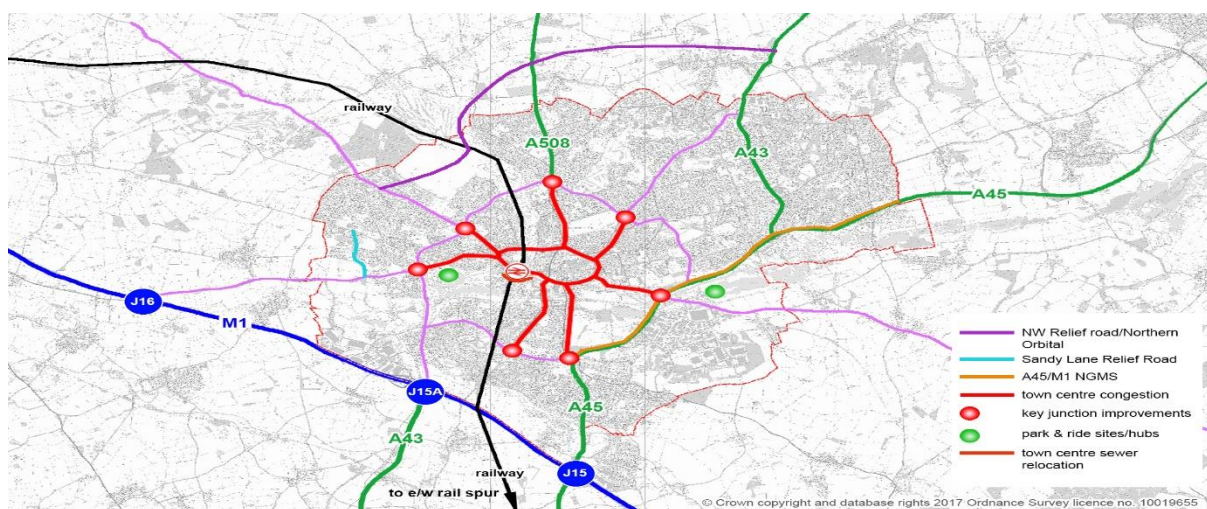 railway
A508
A43
A45
J16
M1
J15A
A43
A45
railway
J15
to e/w rail spur
NW Relief road/Northern
Orbital
Sandy Lane Relief Road
A45/M1 NGMS
town centre congestion
key junction improvements
park & ride sites/hubs
town centre sewer
relocation
© Crown copyright and database rights 2017 Ordnance Survey licence no. 10019655